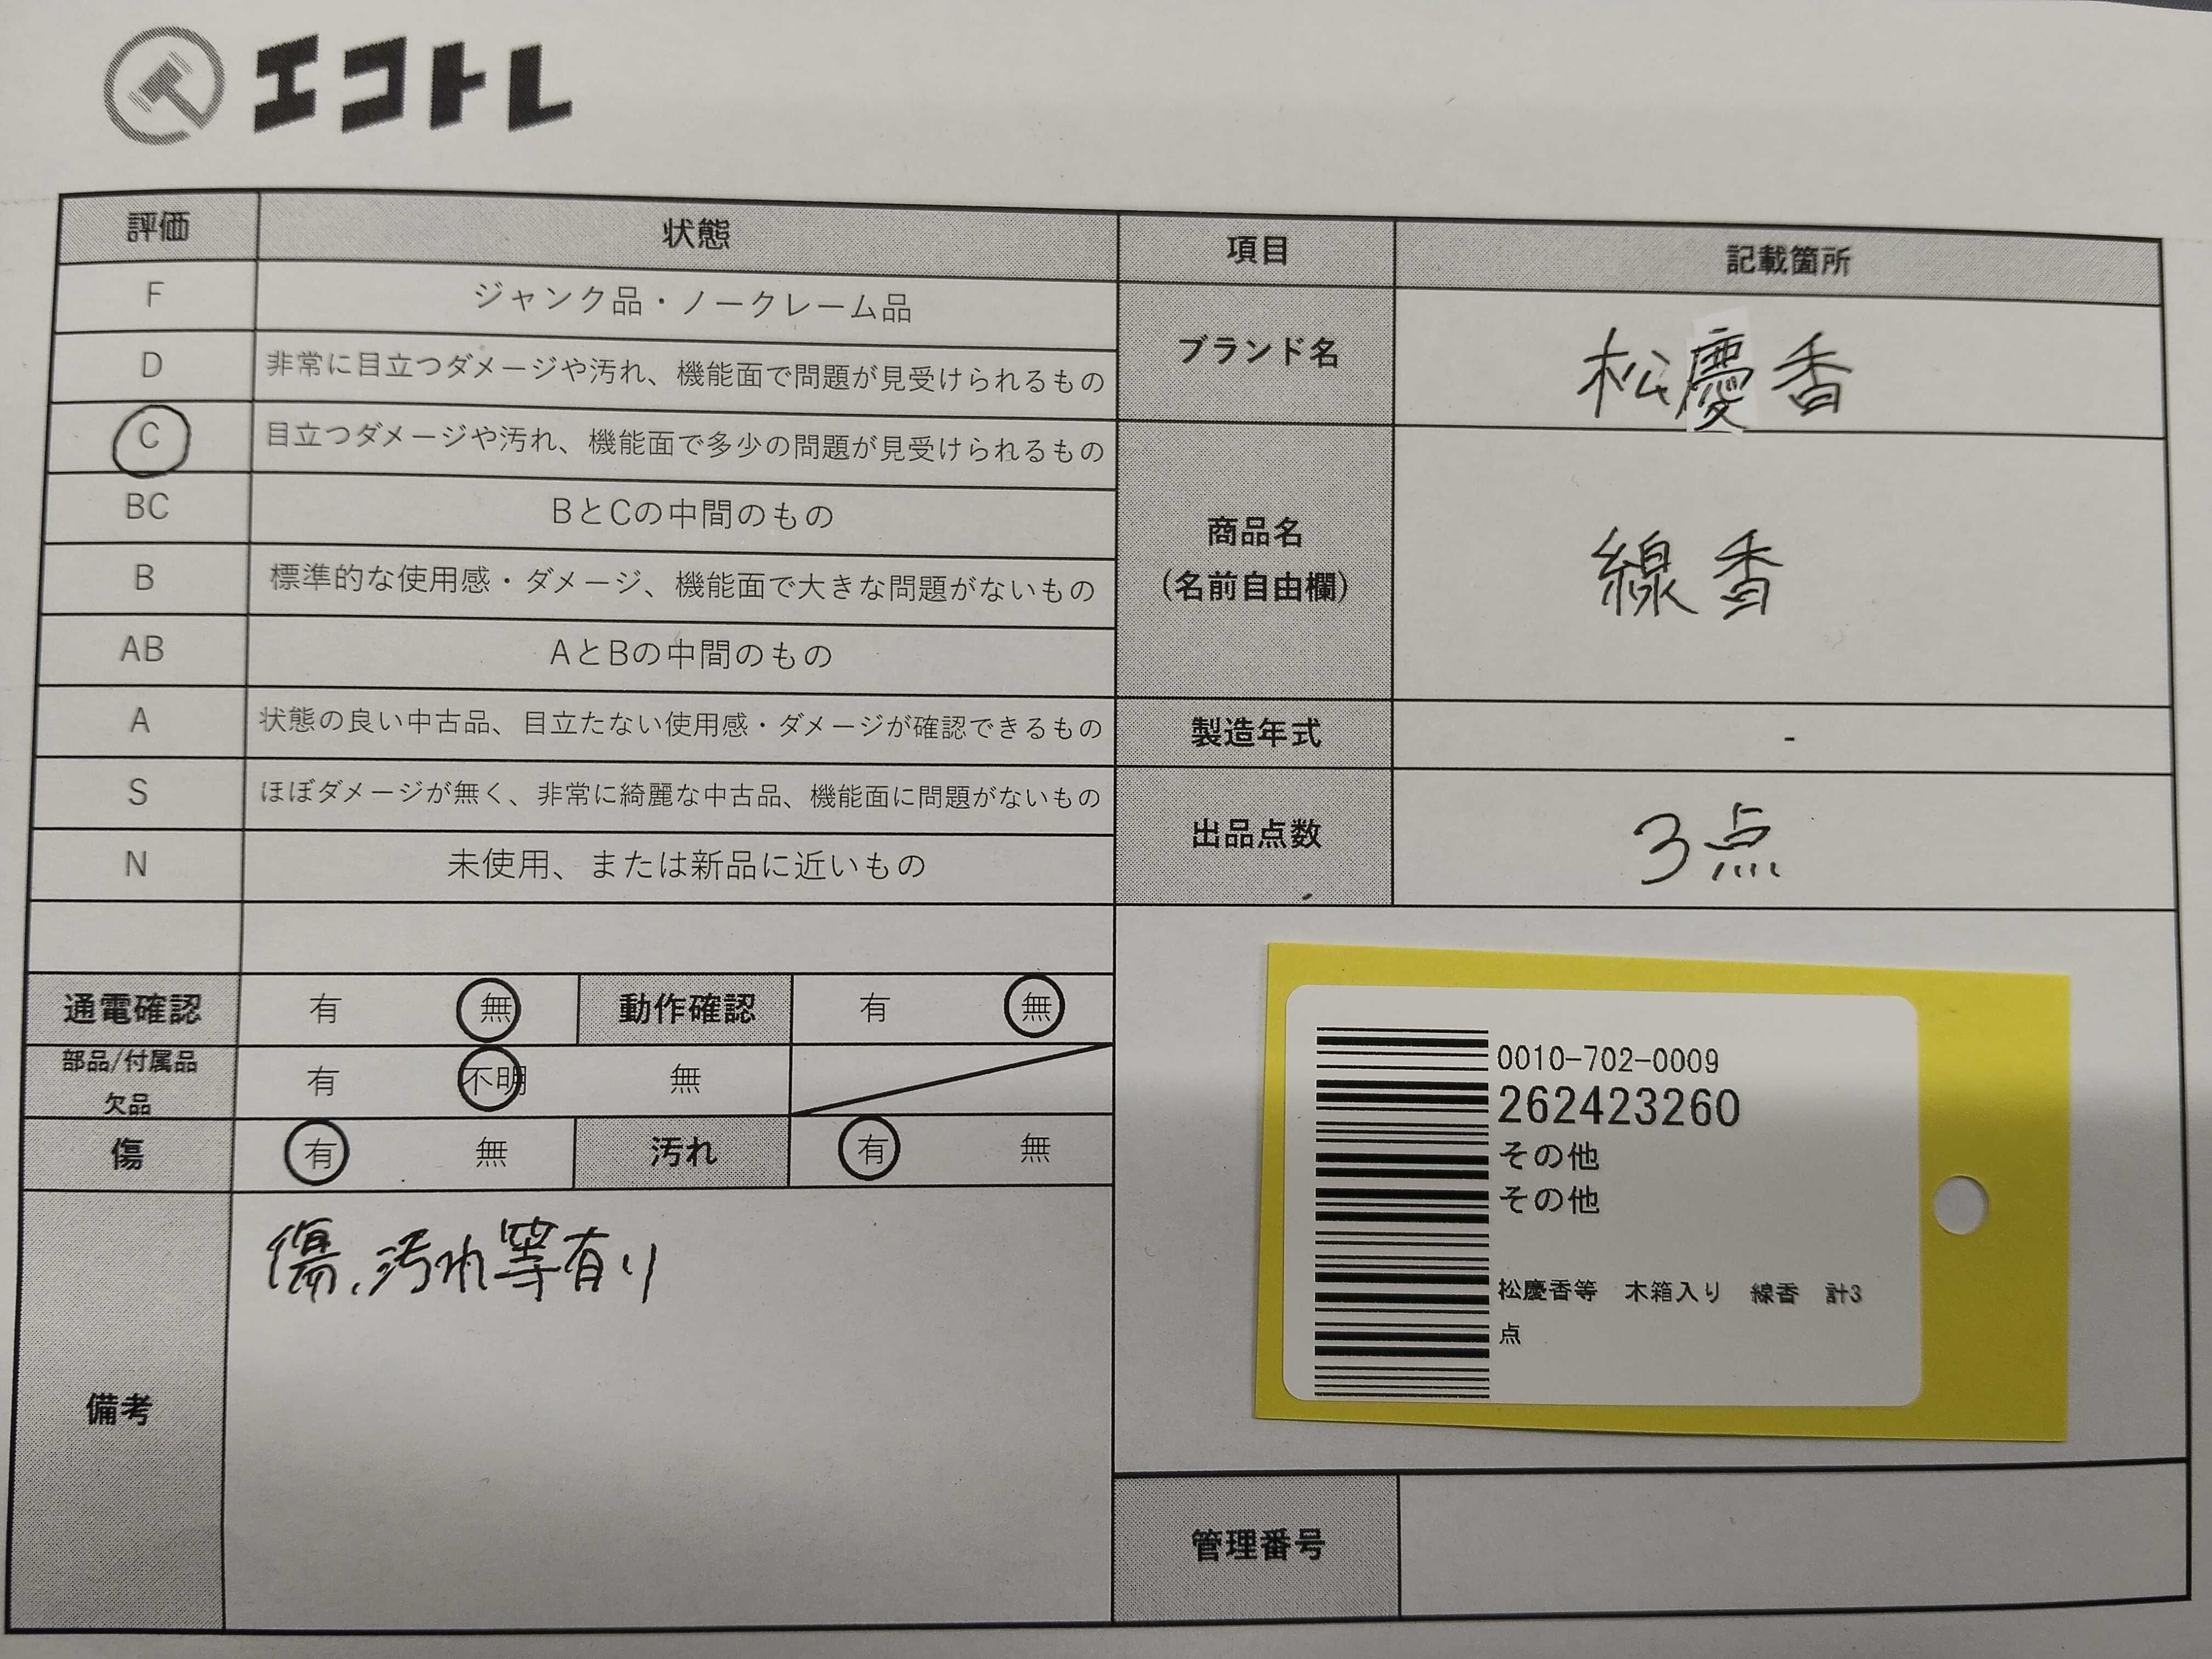 エコトレ
評価 状態
F ジャンク品・ノークレーム品
D 非常に目立つダメージや汚れ、機能面で問題が見受けられるもの
C 目立つダメージや汚れ、機能面で多少の問題が見受けられるもの
BC BとCの中間のもの
B 標準的な使用感・ダメージ、機能面で大きな問題がないもの
AB AとBの中間のもの
A 状態の良い中古品、目立たない使用感・ダメージが確認できるもの
S ほぼダメージが無く、非常に綺麗な中古品、機能面に問題がないもの
N 未使用、または新品に近いもの
通電確認 有 無 動作確認 有 無
部品/付属品
欠品 有 不明 無
傷 有 無 汚れ 有 無
備考 傷、汚れ等有り
項目 記載箇所
ブランド名 松慶香
商品名
(名前自由欄) 線香
製造年式 -
出品点数 3点
0010-702-0009
262423260
その他
その他
松慶香等 木箱入り 線香 計3
点
管理番号